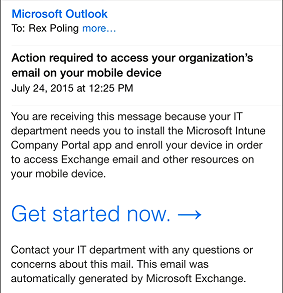 Microsoft Outlook
To: Rex Poling more...
Action required to access your organization's
email on your mobile device
July 24, 2015 at 12:25 PM
You are receiving this message because your IT
department needs you to install the Microsoft Intune
Company Portal app and enroll your device in order
to access Exchange email and other resources on
your mobile device.
Get started now. →
Contact your IT department with any questions or
concerns about this mail. This email was
automatically generated by Microsoft Exchange.